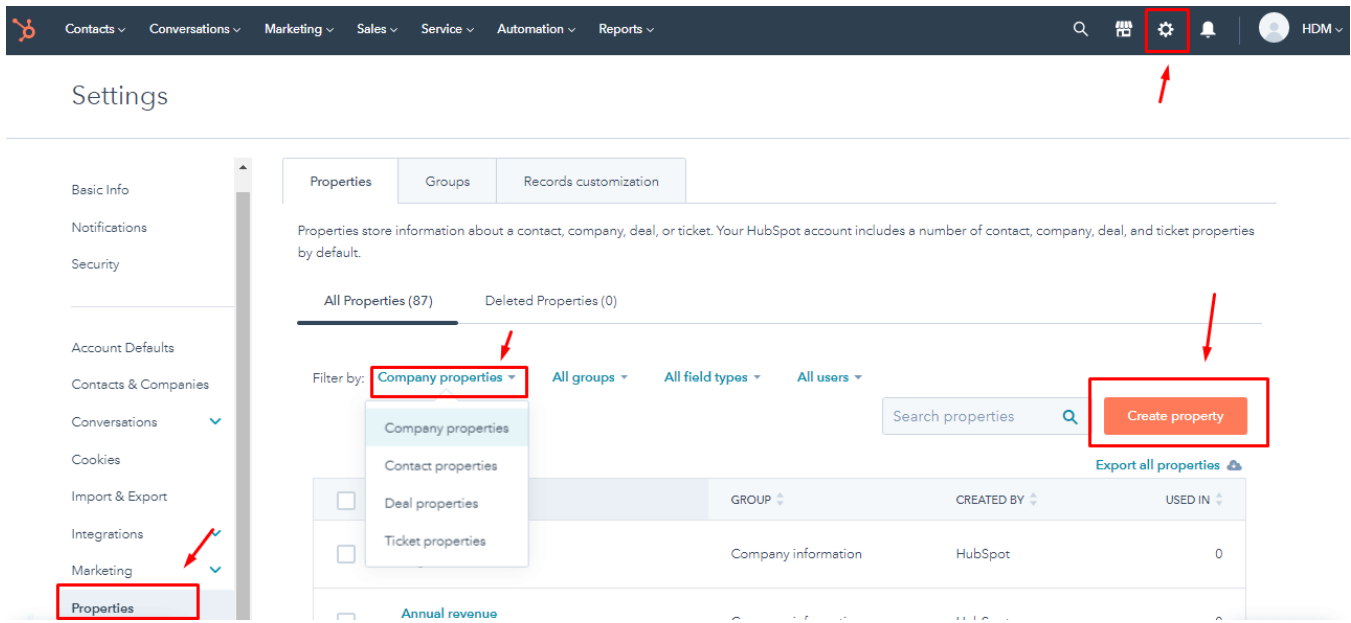 Contacts Conversations Marketing Sales Service Automation Reports HDM
Settings
Basic Info
Notifications
Security
Account Defaults
Contacts & Companies
Conversations
Cookies
Import & Export
Integrations
Marketing
Properties
Properties Groups Records customization
Properties store information about a contact, company, deal, or ticket. Your HubSpot account includes a number of contact, company, deal, and ticket properties
by default.
All Properties (87) Deleted Properties (0)
Filter by: Company properties All groups All field types All users
Company properties
Contact properties
Deal properties
Ticket properties
Search properties Create property
Export all properties
GROUP CREATED BY USED IN
Company information HubSpot 0
Annual revenue